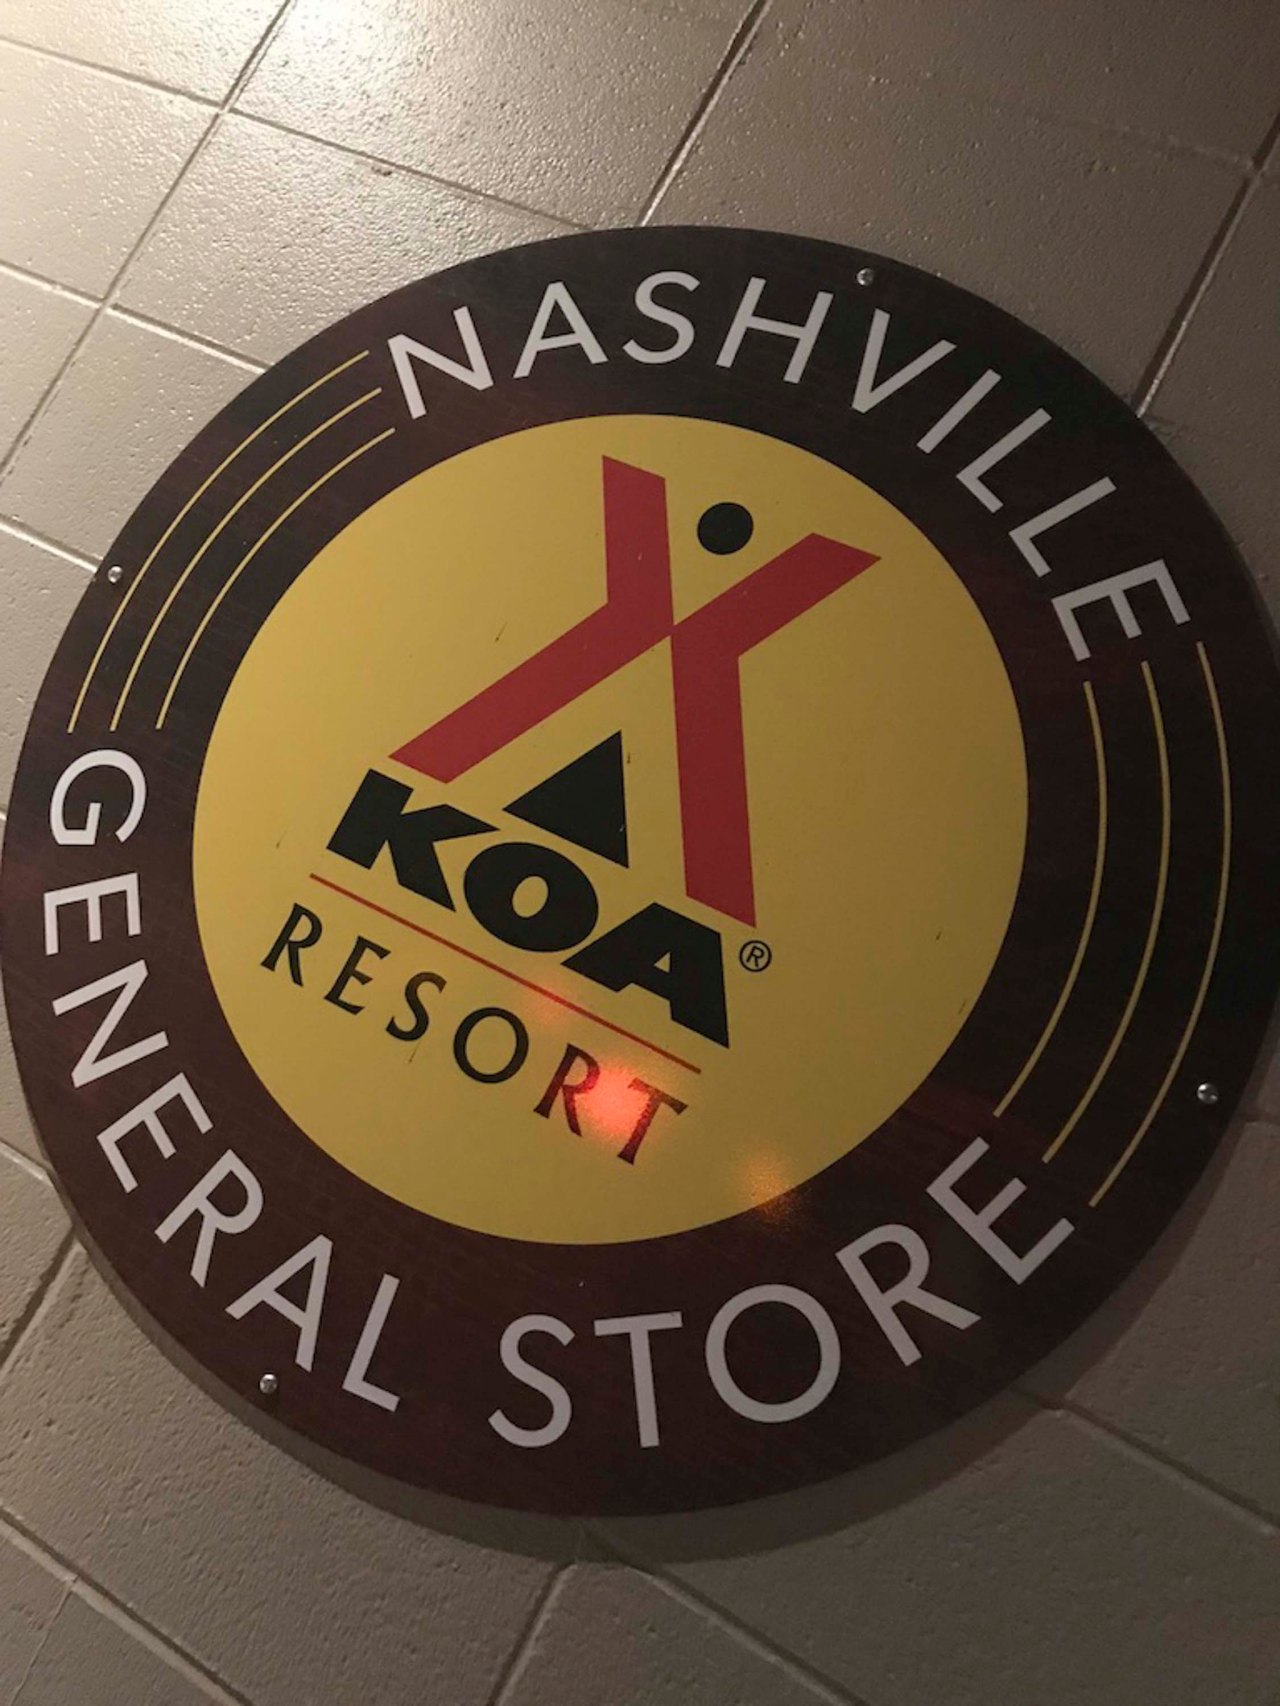 NASHVILLE
KOA®
RESORT
GENERAL STORE